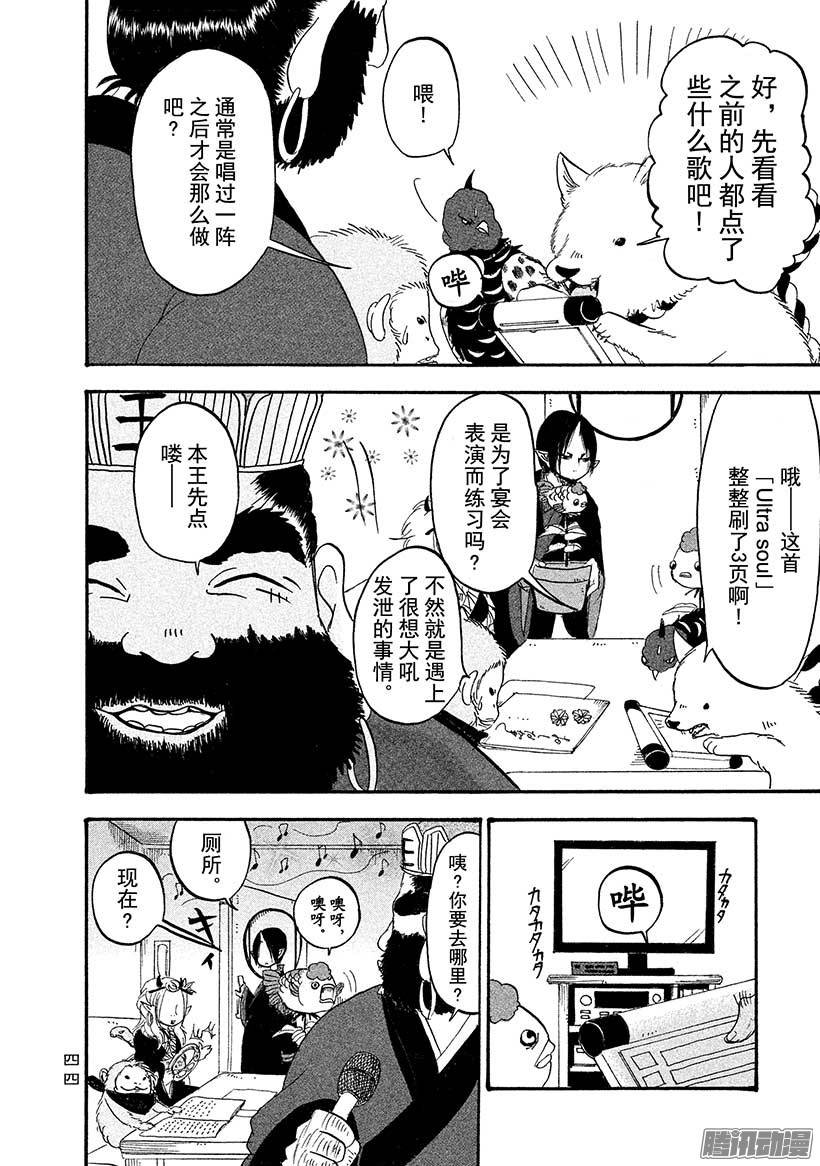 好，先看看
之前的人都点了
些什么歌吧！
喂！
哔
通常是唱过一阵
之后才会那么做
吧？
哦——这首
「Ultra soul」
整整刷了3页啊！
是为了宴会
表演而练习吗？
不然就是遇上
了很想大吼
发泄的事情。
王
本王先点
喽——
哔
カタカタカタ
カタカタカタ
咦？你要去哪里？
噢呀，
噢呀。
厕所。
现在？
キィ
四四
腾讯动漫